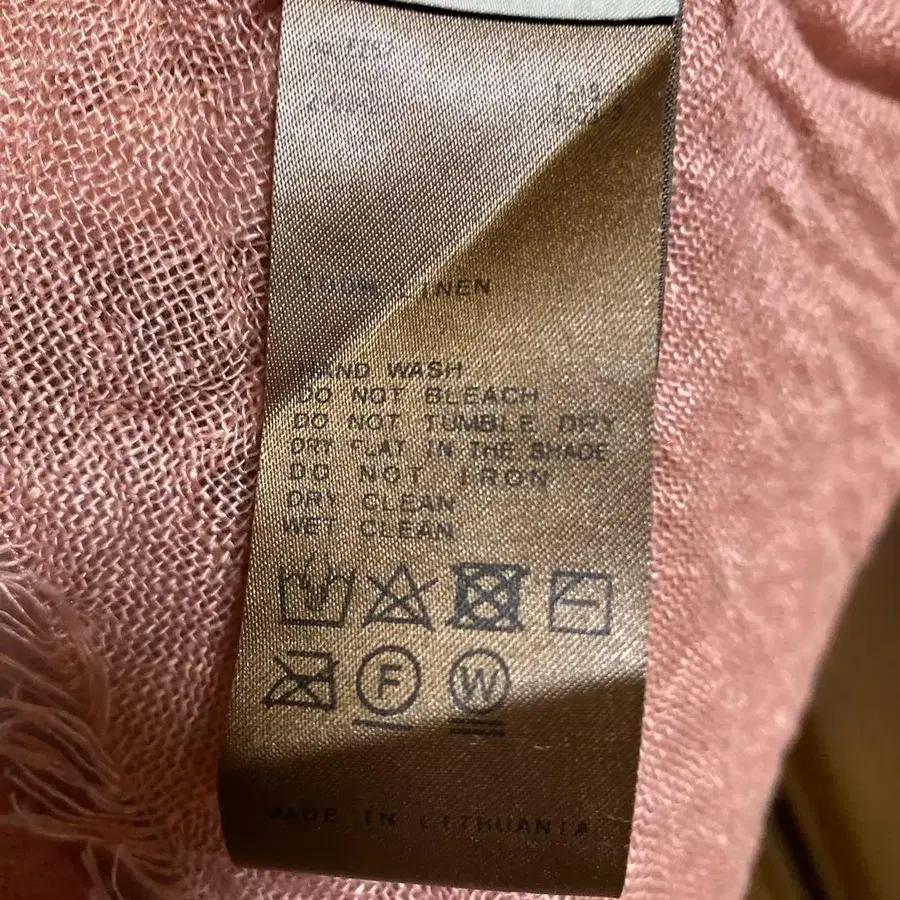 LINEN
HAND WASH
DO NOT BLEACH
DO NOT TUMBLE DRY
DRY FLAT IN THE SHADE
DO NOT IRON
DRY CLEAN
WET CLEAN
F W
MADE IN LITHUANIA